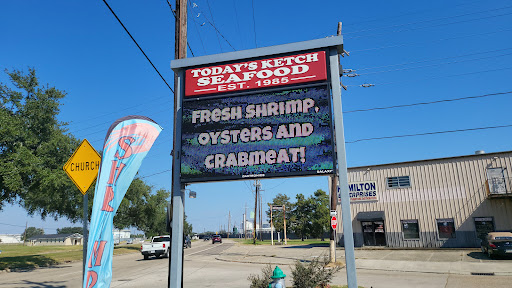 TODAY'S KETCH
SEAFOOD
EST. 1985
FRESH SHRIMP,
OYSTERS AND
CRABMEAT!
CHURCH
MILTON